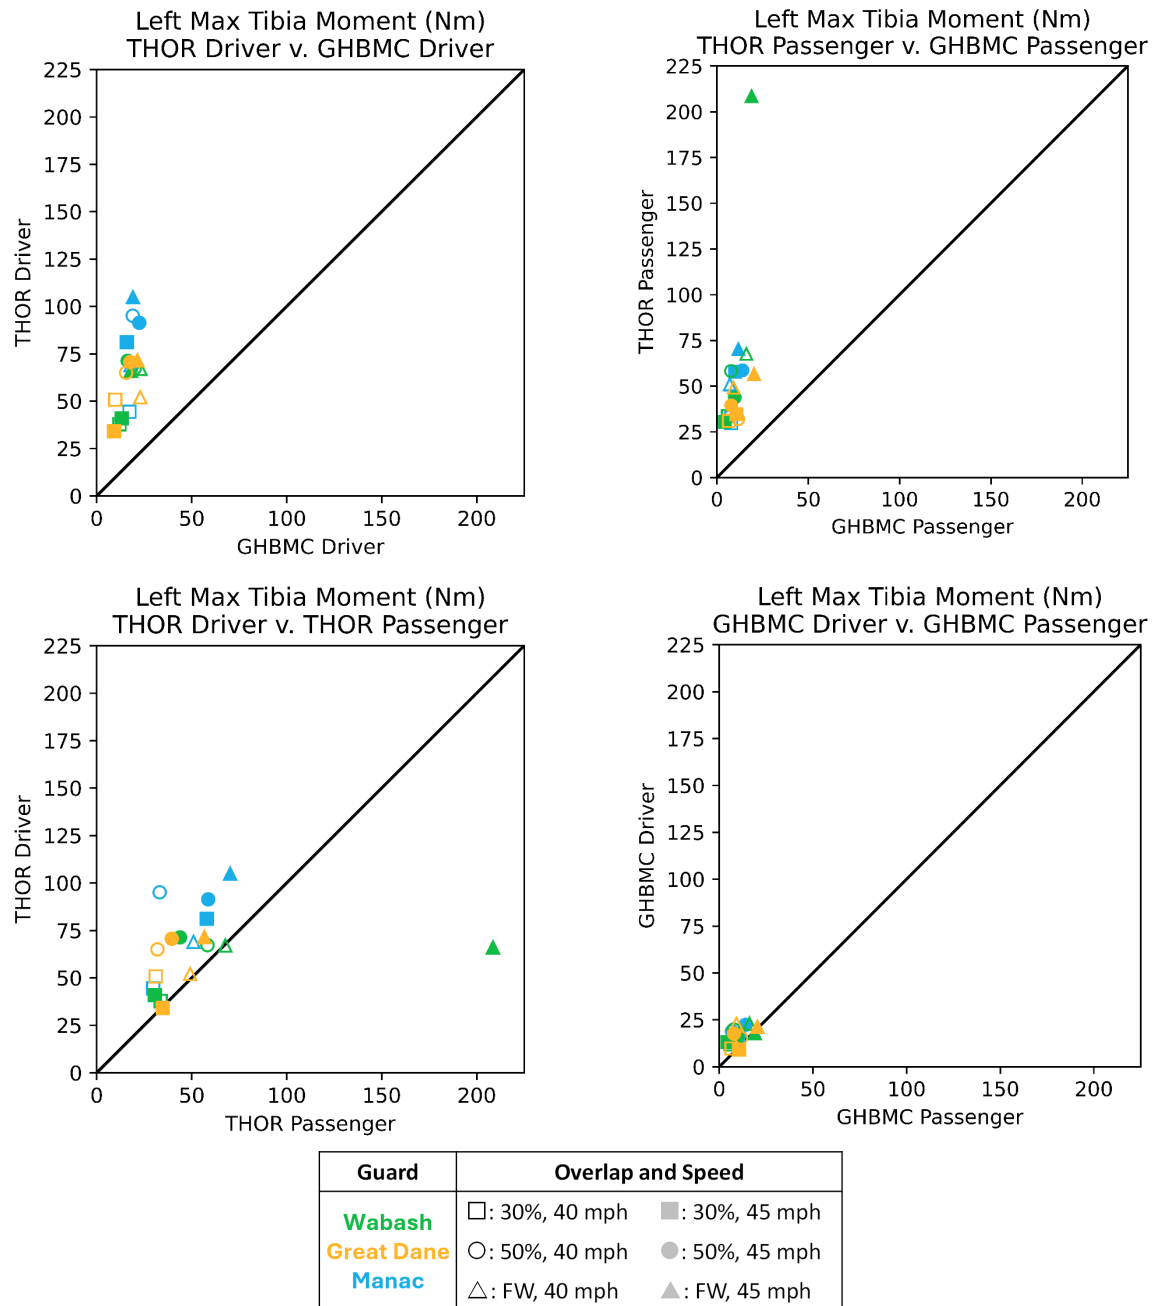 Left Max Tibia Moment (Nm)
THOR Driver v. GHBMC Driver
225
200
175
150
125
100
75
50
25
0
THOR Driver
0 50 100 150 200
GHBMC Driver
Left Max Tibia Moment (Nm)
THOR Passenger v. GHBMC Passenger
225
200
175
150
125
100
75
50
25
0
THOR Passenger
0 50 100 150 200
GHBMC Passenger
Left Max Tibia Moment (Nm)
THOR Driver v. THOR Passenger
225
200
175
150
125
100
75
50
25
0
THOR Driver
0 50 100 150 200
THOR Passenger
Left Max Tibia Moment (Nm)
GHBMC Driver v. GHBMC Passenger
225
200
175
150
125
100
75
50
25
0
GHBMC Driver
0 50 100 150 200
GHBMC Passenger
Guard
Overlap and Speed
Wabash
Great Dane
Manac
: 30%, 40 mph : 30%, 45 mph
: 50%, 40 mph : 50%, 45 mph
: FW, 40 mph : FW, 45 mph